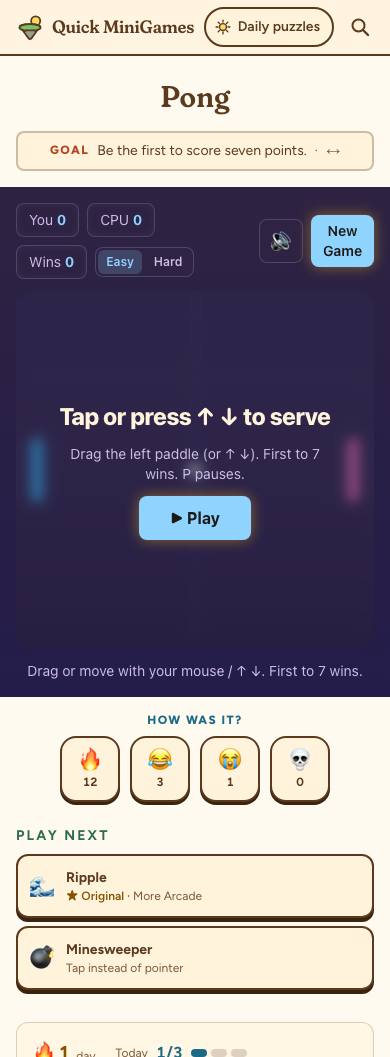 Quick MiniGames
Daily puzzles
Pong
GOAL Be the first to score seven points. · ↔
You 0
CPU 0
Wins 0
Easy Hard
New
Game
Tap or press ↑ ↓ to serve
Drag the left paddle (or ↑ ↓). First to 7
wins. P pauses.
▶ Play
Drag or move with your mouse / ↑ ↓. First to 7 wins.
HOW WAS IT?
12
3
1
0
PLAY NEXT
Ripple
★ Original · More Arcade
Minesweeper
Tap instead of pointer
1 day Today 1/3